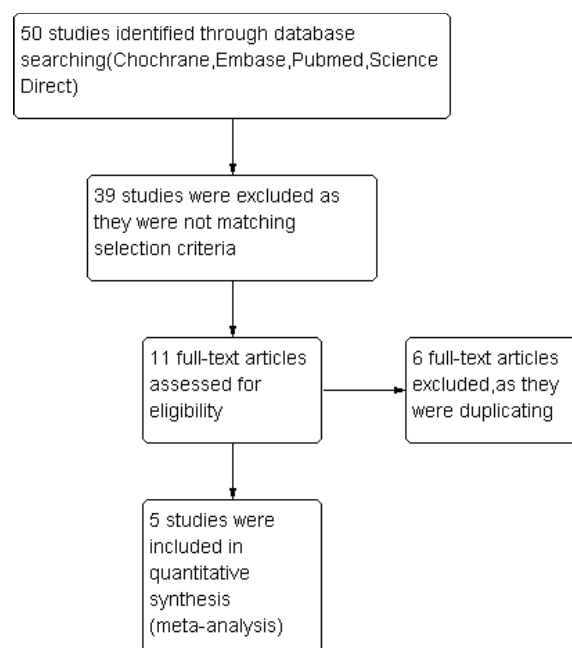 50 studies identified through database
searching(Chochrane,Embase,Pubmed,Science
Direct)
39 studies were excluded as
they were not matching
selection criteria
11 full-text articles
assessed for
eligibility
6 full-text articles
excluded,as they
were duplicating
5 studies were
included in
quantitative
synthesis
(meta-analysis)